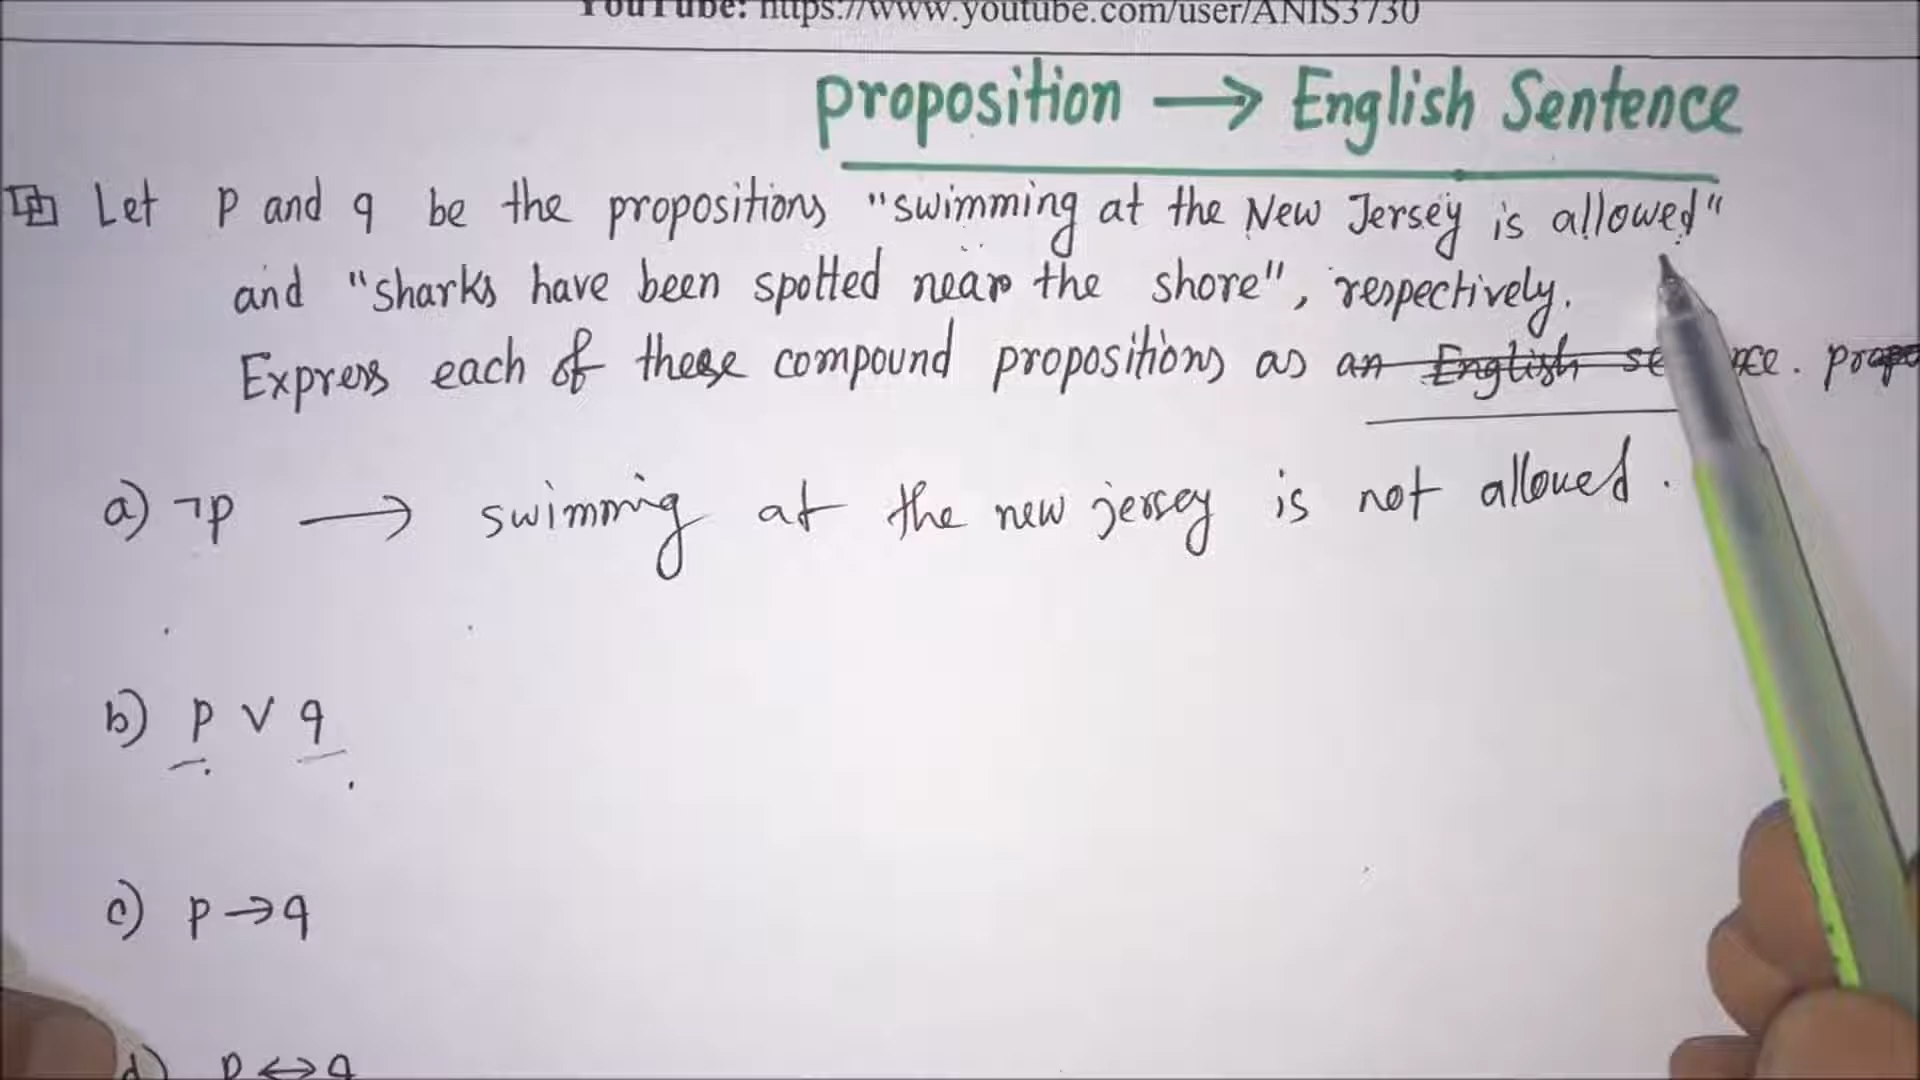 YouTube: https://www.youtube.com/user/ANIS3730
proposition → English Sentence
Let p and q be the propositions "swimming at the New Jersey is allowed"
and "sharks have been spotted near the shore", respectively.
Express each of these compound propositions as an English
a) ¬p → swimming at the new jersey is not allowed.
b) p ∨ q
c) p → q
d) p ↔ q